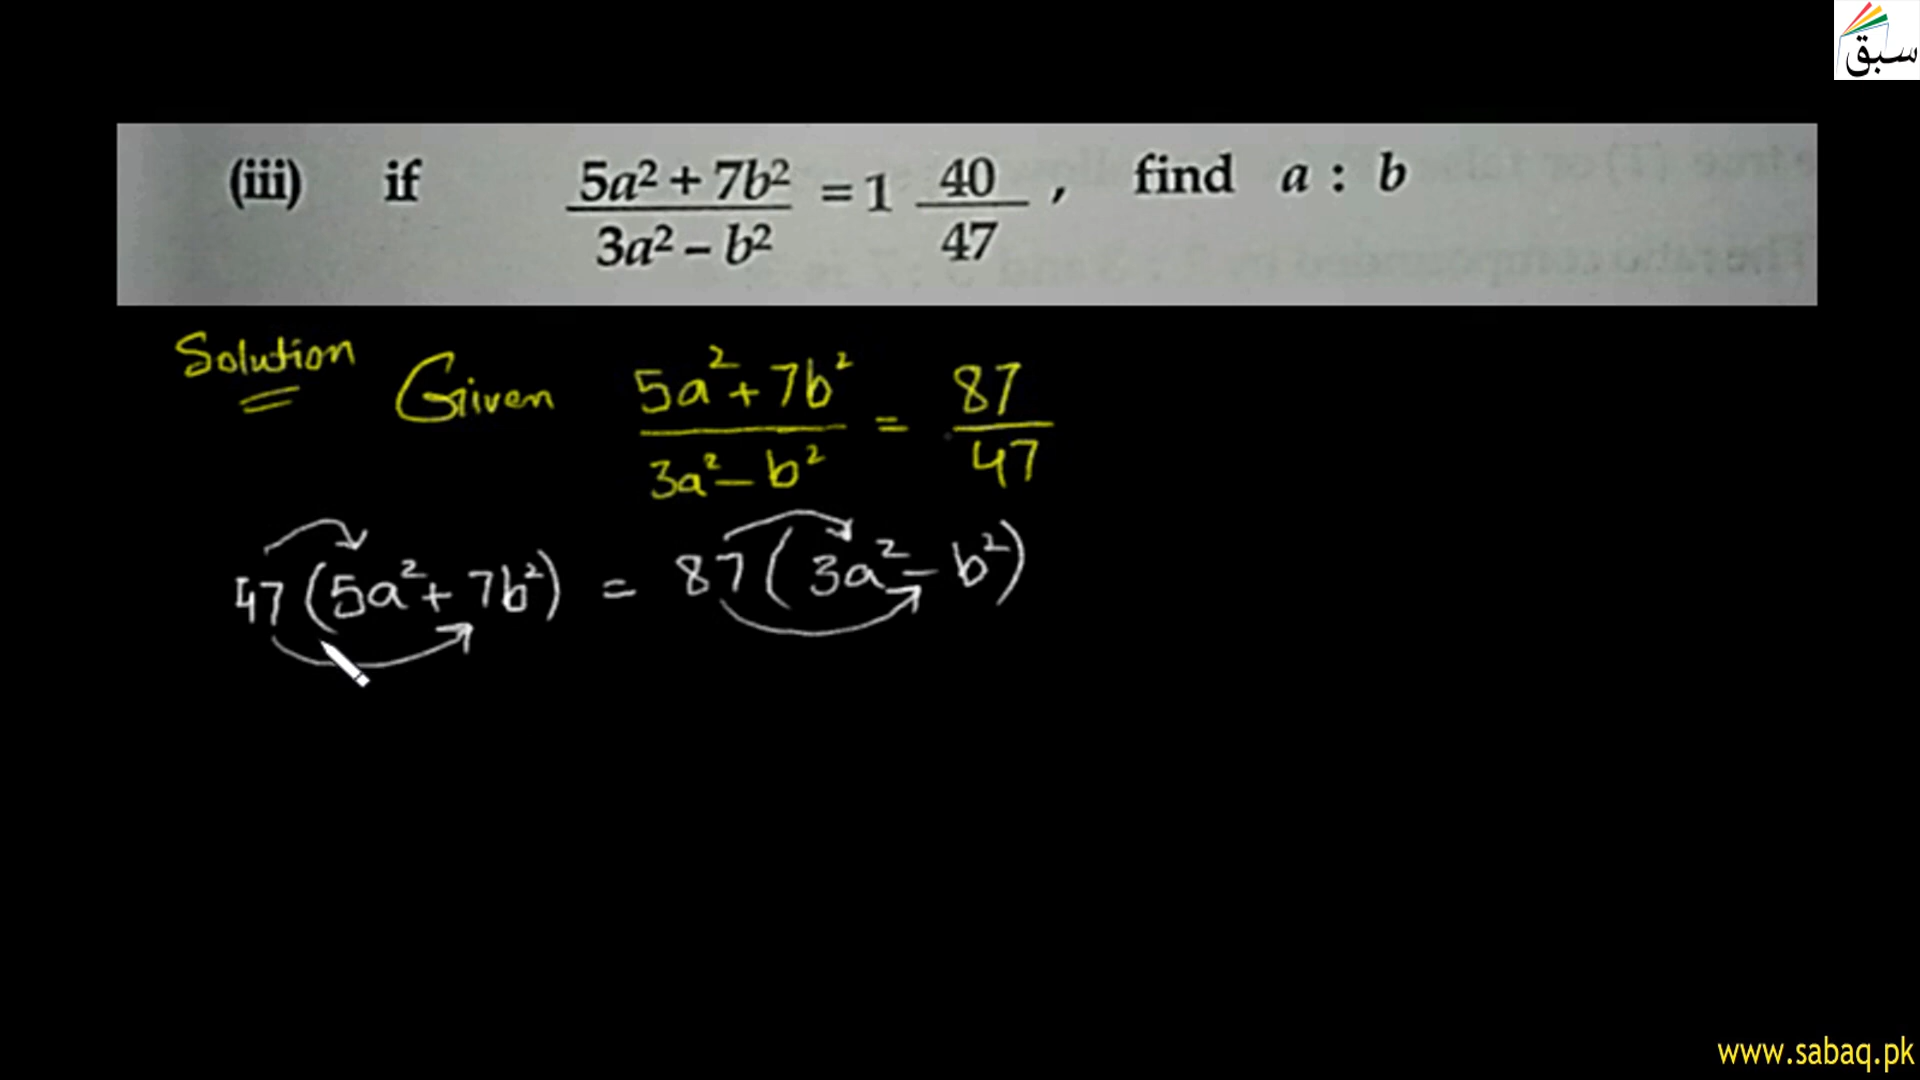 سبق
(iii) if (5a² + 7b²)/(3a² – b²) = 1 40/47 , find a : b
Solution Given (5a² + 7b²)/(3a² – b²) = 87/47
47(5a² + 7b²) = 87(3a² – b²)
www.sabaq.pk